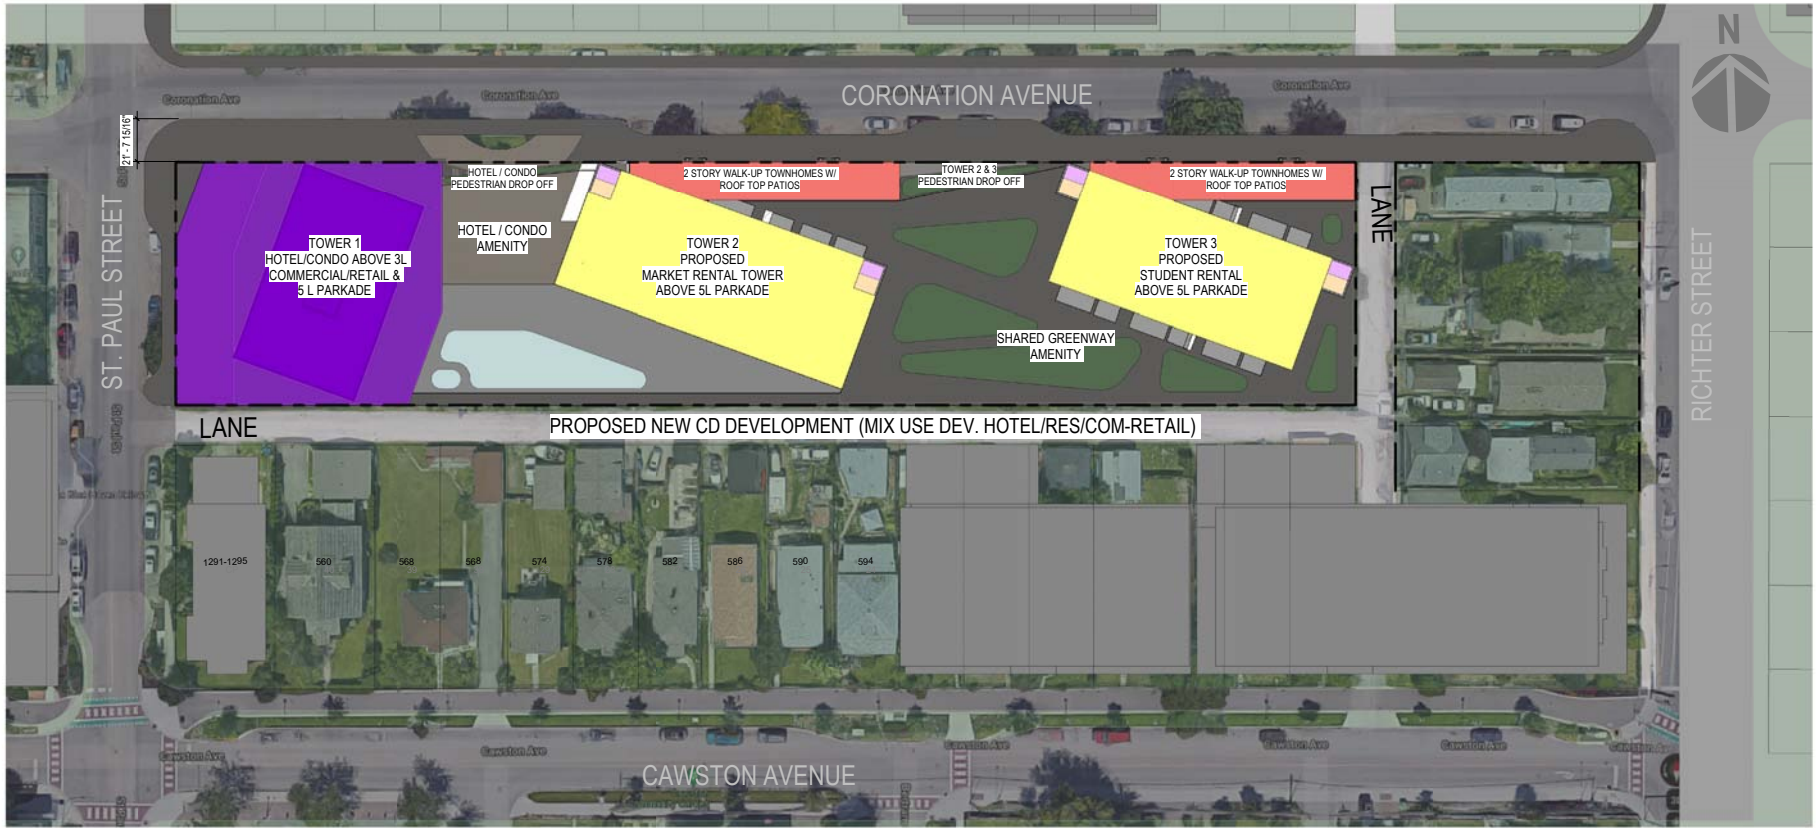 N
Coronation Ave
Coronation Ave
Coronation Ave
CORONATION AVENUE
21' - 7 15/16"
HOTEL / CONDO
PEDESTRIAN DROP OFF
2 STORY WALK-UP TOWNHOMES W/
ROOF TOP PATIOS
TOWER 2 & 3
PEDESTRIAN DROP OFF
2 STORY WALK-UP TOWNHOMES W/
ROOF TOP PATIOS
LANE
ST. PAUL STREET
TOWER 1
HOTEL/CONDO ABOVE 3L
COMMERCIAL/RETAIL &
5 L PARKADE
HOTEL / CONDO
AMENITY
TOWER 2
PROPOSED
MARKET RENTAL TOWER
ABOVE 5L PARKADE
TOWER 3
PROPOSED
STUDENT RENTAL
ABOVE 5L PARKADE
SHARED GREENWAY
AMENITY
RICHTER STREET
LANE
PROPOSED NEW CD DEVELOPMENT (MIX USE DEV. HOTEL/RES/COM-RETAIL)
1291-1295
560
568
568
574
578
582
586
590
594
Cawston Ave
Cawston Ave
Cawston Ave
Cawston Ave
Cawston Ave
CAWSTON AVENUE